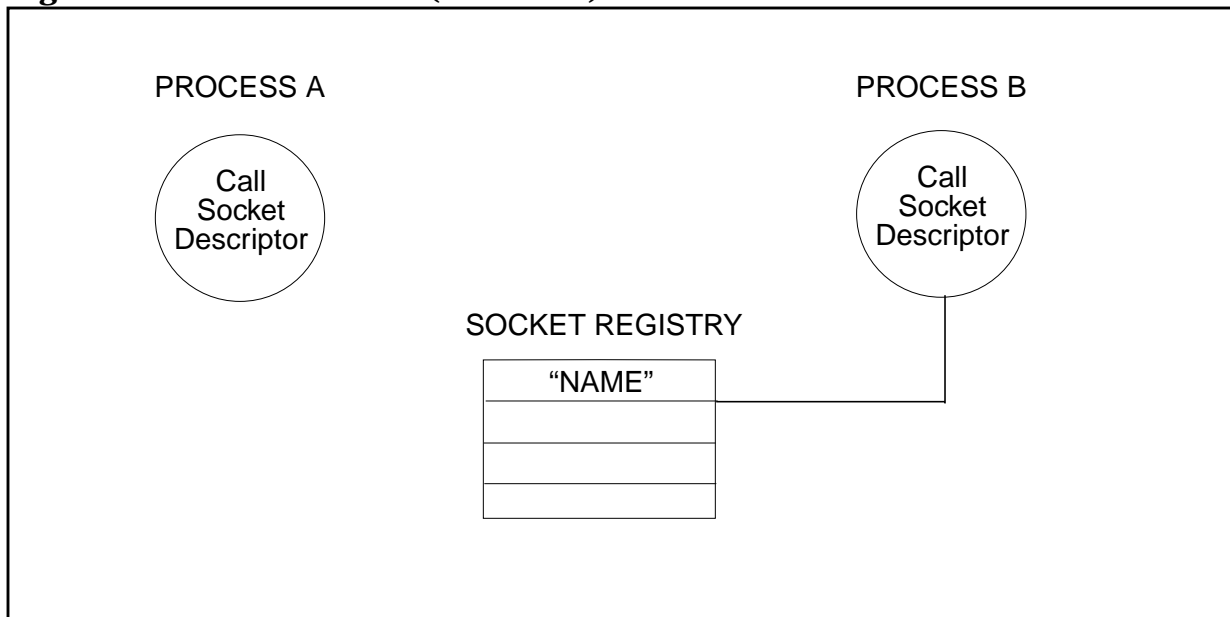 PROCESS A
PROCESS B
Call
Socket
Descriptor
Call
Socket
Descriptor
SOCKET REGISTRY
“NAME”